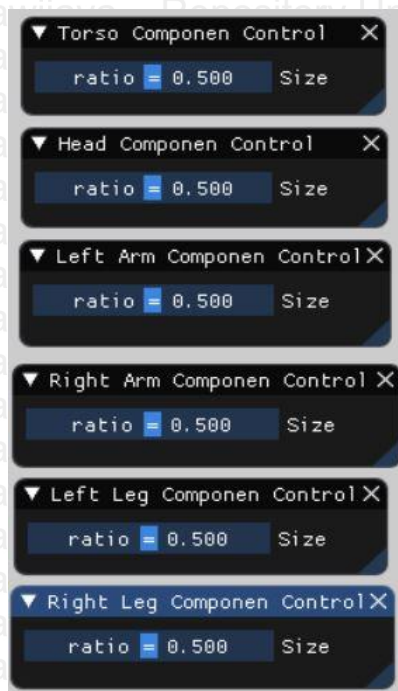 Torso Componen Control
ratio = 0.500 Size
Head Componen Control
ratio = 0.500 Size
Left Arm Componen Control
ratio = 0.500 Size
Right Arm Componen Control
ratio = 0.500 Size
Left Leg Componen Control
ratio = 0.500 Size
Right Leg Componen Control
ratio = 0.500 Size